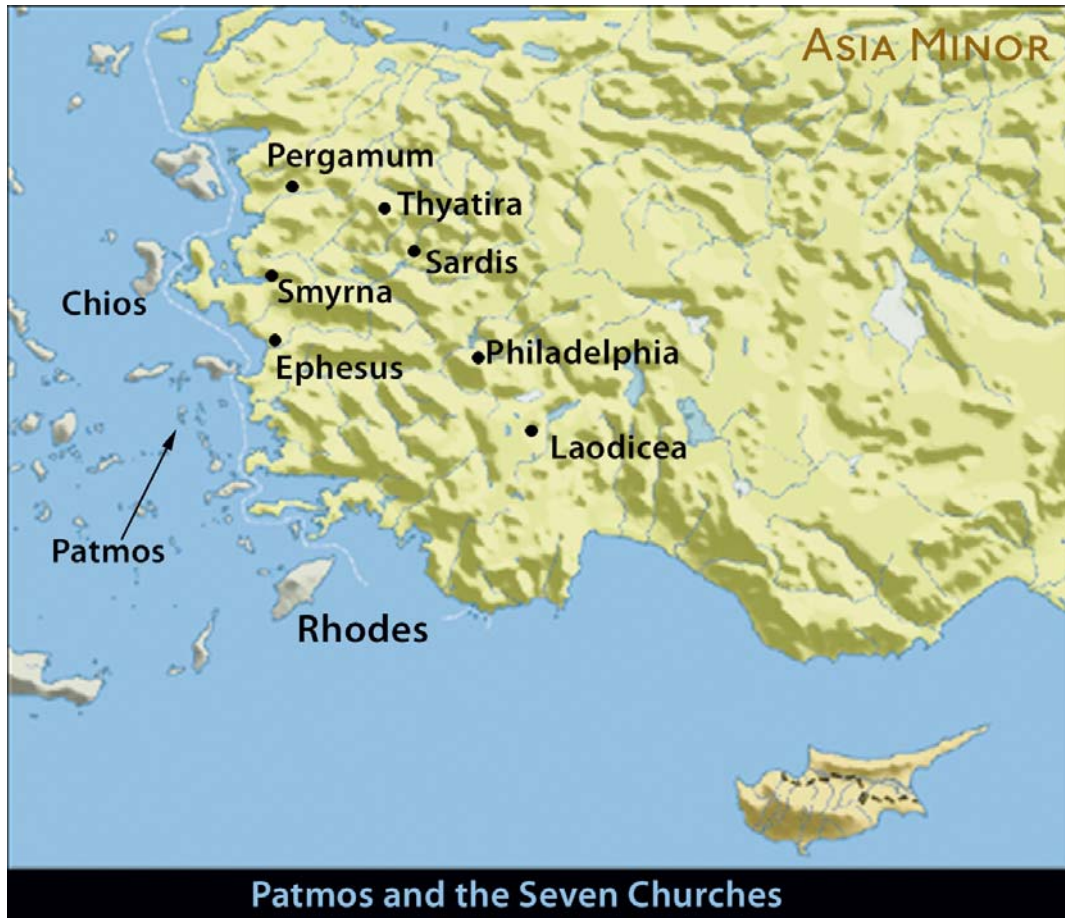 ASIA MINOR
Pergamum
Thyatira
Sardis
Smyrna
Chios
Ephesus
Philadelphia
Laodicea
Patmos
Rhodes
Patmos and the Seven Churches